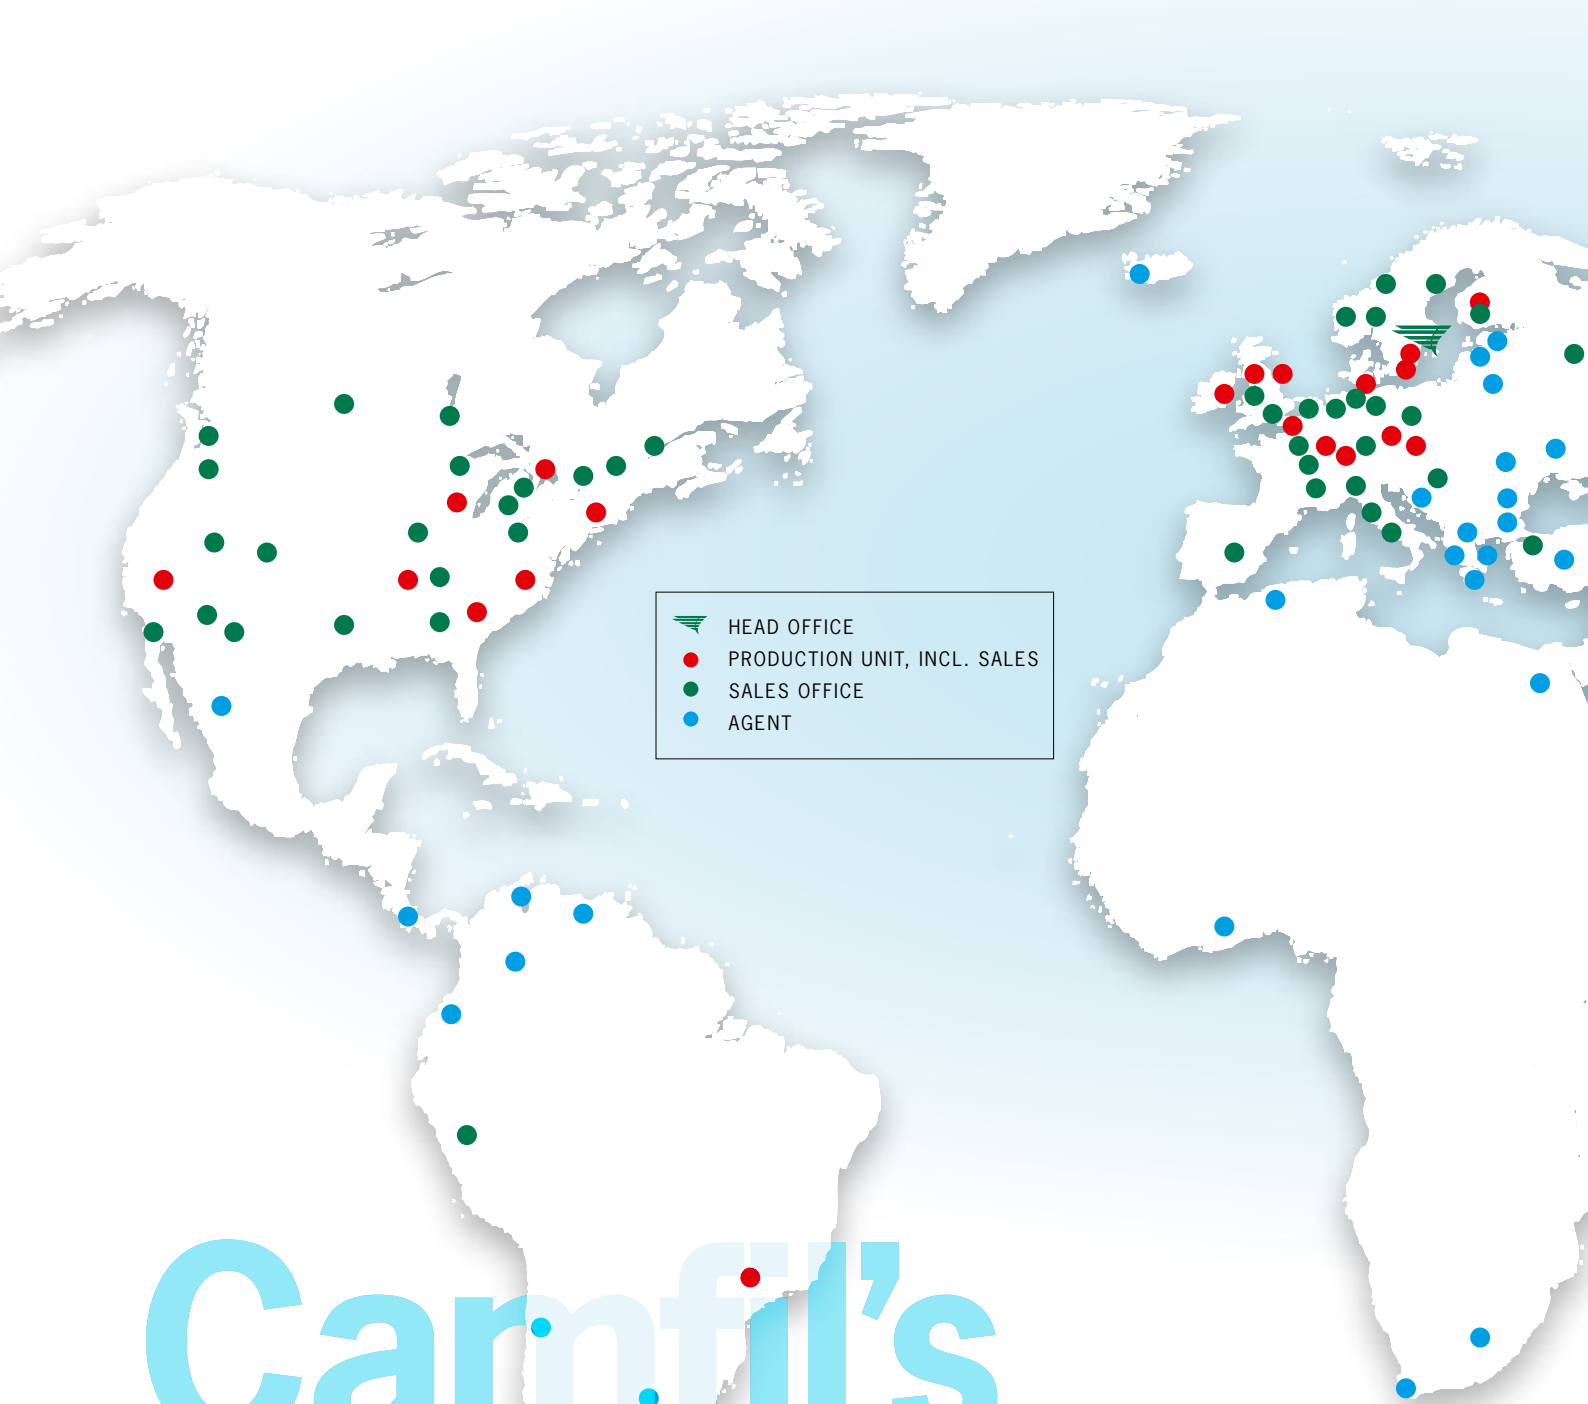 HEAD OFFICE
PRODUCTION UNIT, INCL. SALES
SALES OFFICE
AGENT
Camfil's